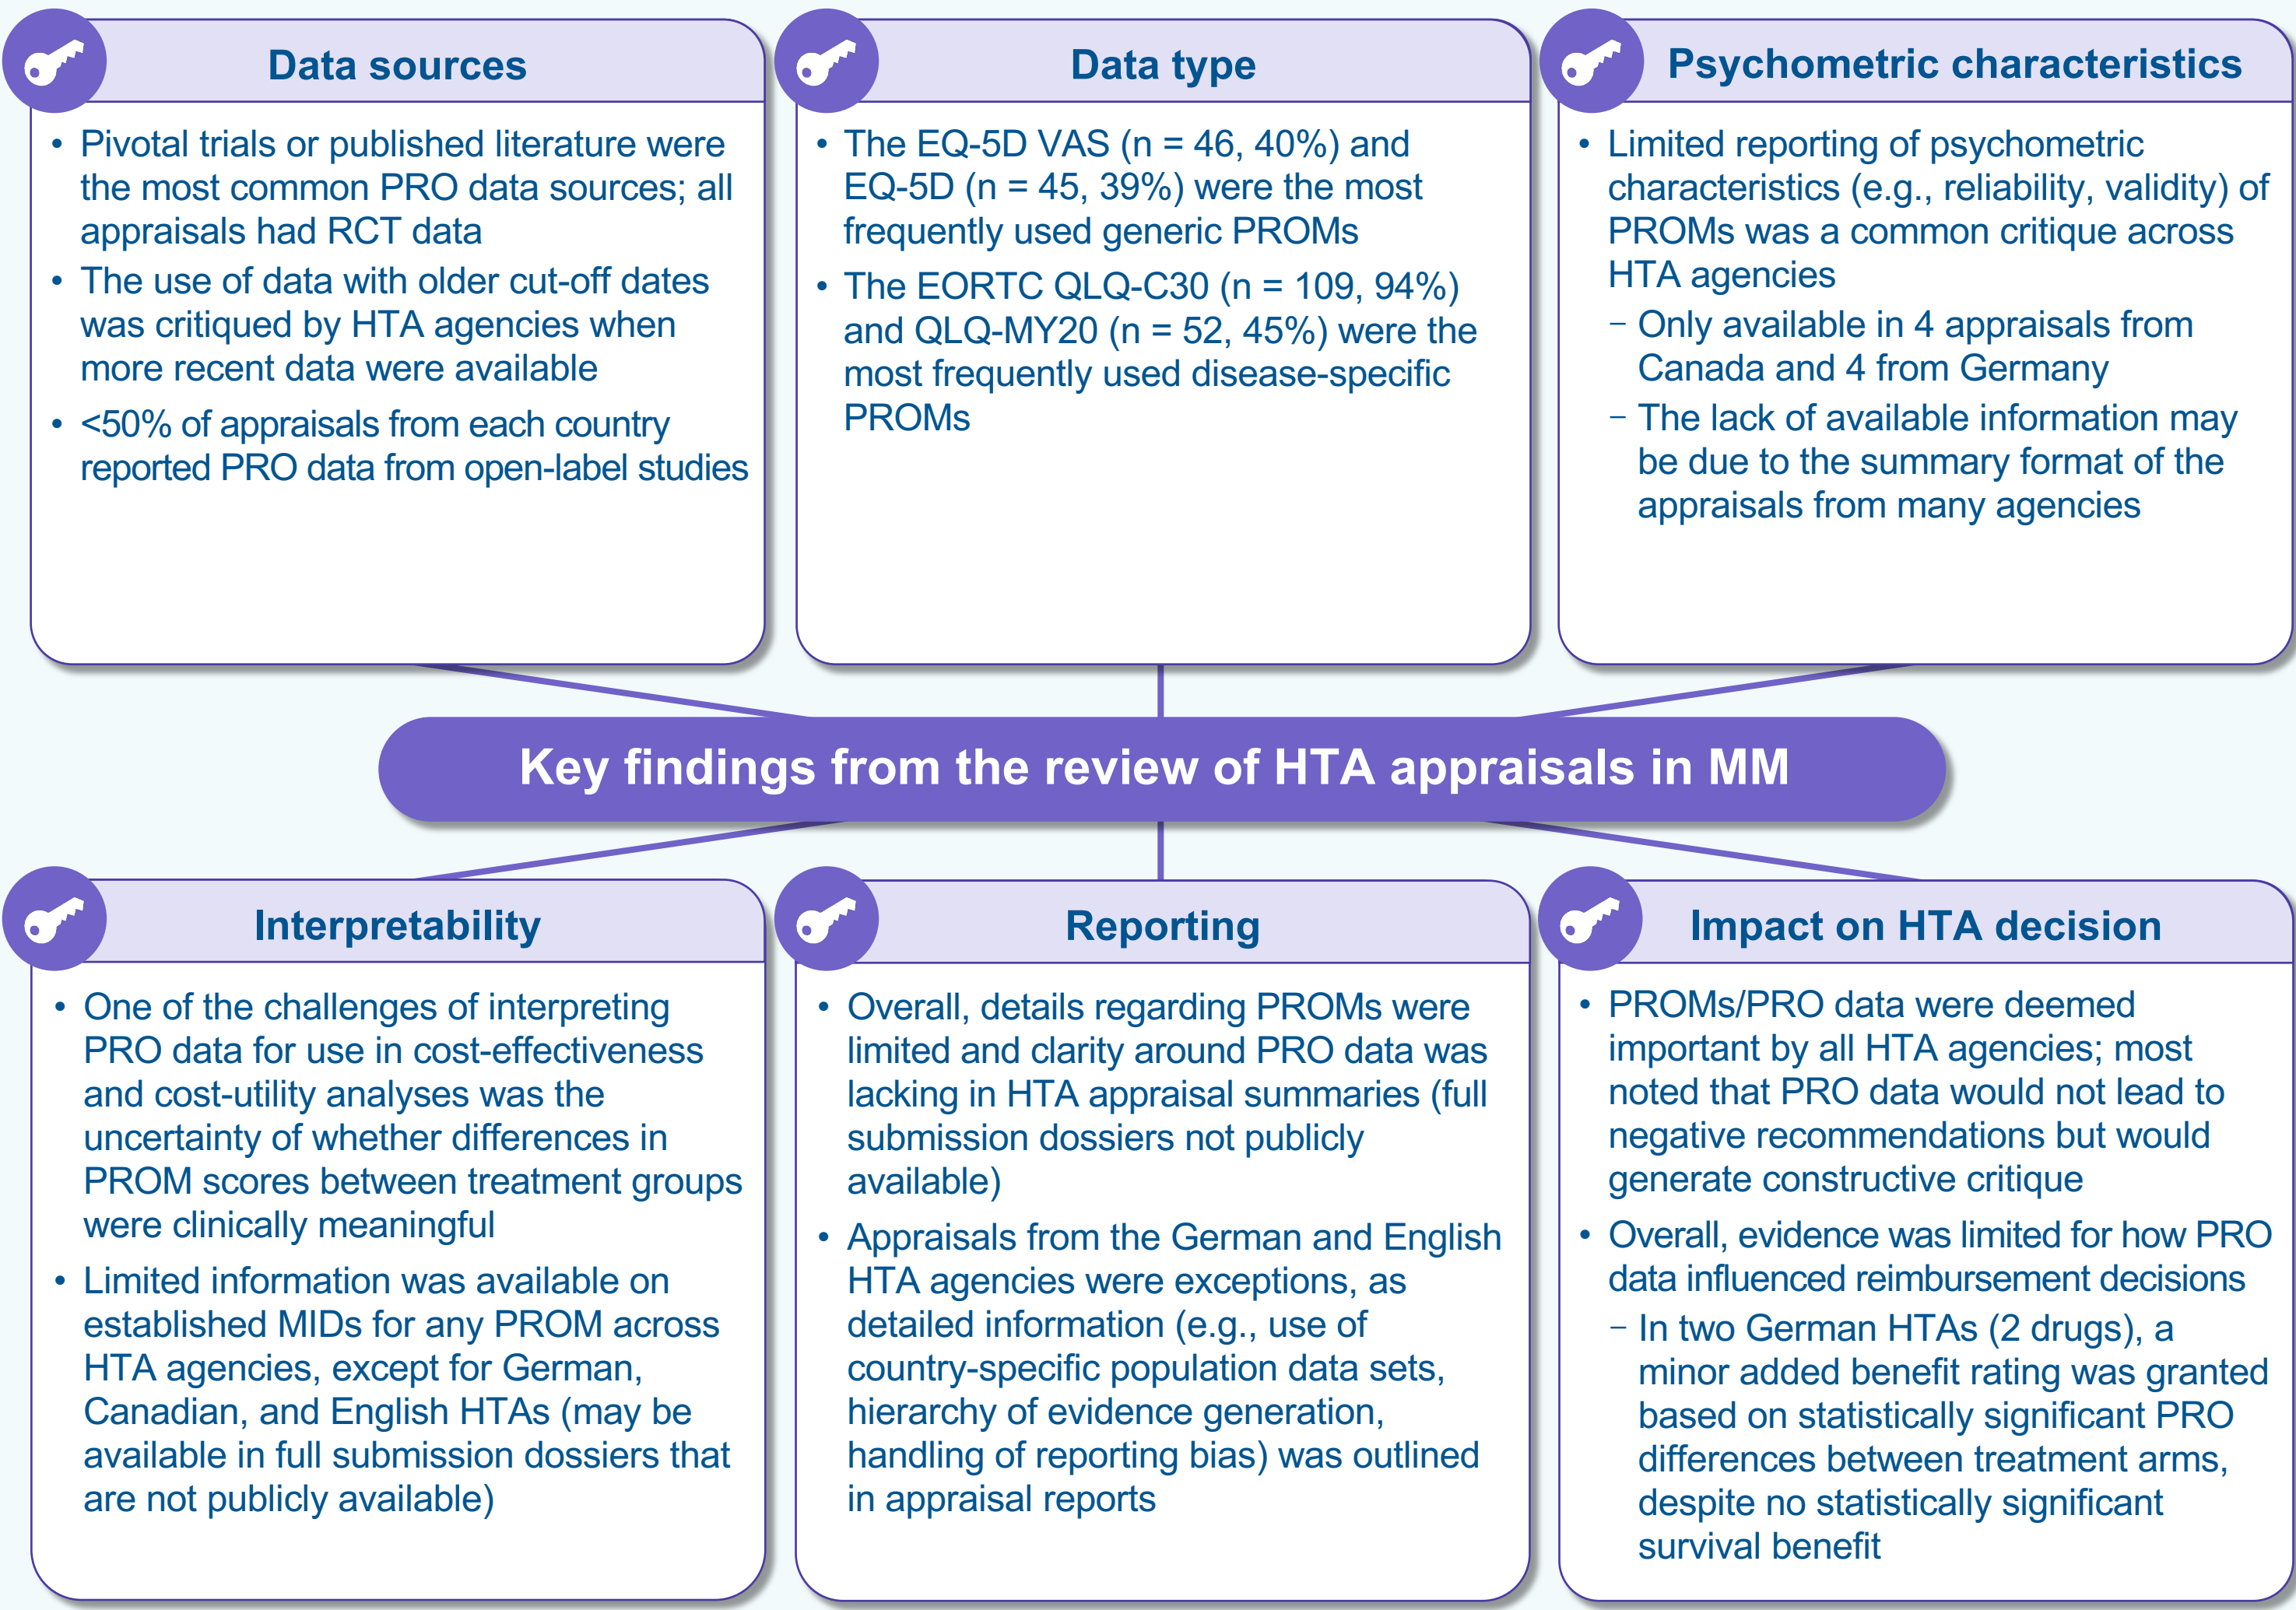 Data sources
• Pivotal trials or published literature were
the most common PRO data sources; all
appraisals had RCT data
• The use of data with older cut-off dates
was critiqued by HTA agencies when
more recent data were available
• <50% of appraisals from each country
reported PRO data from open-label studies
Data type
• The EQ-5D VAS (n = 46, 40%) and
EQ-5D (n = 45, 39%) were the most
frequently used generic PROMs
• The EORTC QLQ-C30 (n = 109, 94%)
and QLQ-MY20 (n = 52, 45%) were the
most frequently used disease-specific
PROMs
Psychometric characteristics
• Limited reporting of psychometric
characteristics (e.g., reliability, validity) of
PROMs was a common critique across
HTA agencies
– Only available in 4 appraisals from
Canada and 4 from Germany
– The lack of available information may
be due to the summary format of the
appraisals from many agencies
Key findings from the review of HTA appraisals in MM
Interpretability
• One of the challenges of interpreting
PRO data for use in cost-effectiveness
and cost-utility analyses was the
uncertainty of whether differences in
PROM scores between treatment groups
were clinically meaningful
• Limited information was available on
established MIDs for any PROM across
HTA agencies, except for German,
Canadian, and English HTAs (may be
available in full submission dossiers that
are not publicly available)
Reporting
• Overall, details regarding PROMs were
limited and clarity around PRO data was
lacking in HTA appraisal summaries (full
submission dossiers not publicly
available)
• Appraisals from the German and English
HTA agencies were exceptions, as
detailed information (e.g., use of
country-specific population data sets,
hierarchy of evidence generation,
handling of reporting bias) was outlined
in appraisal reports
Impact on HTA decision
• PROMs/PRO data were deemed
important by all HTA agencies; most
noted that PRO data would not lead to
negative recommendations but would
generate constructive critique
• Overall, evidence was limited for how PRO
data influenced reimbursement decisions
– In two German HTAs (2 drugs), a
minor added benefit rating was granted
based on statistically significant PRO
differences between treatment arms,
despite no statistically significant
survival benefit